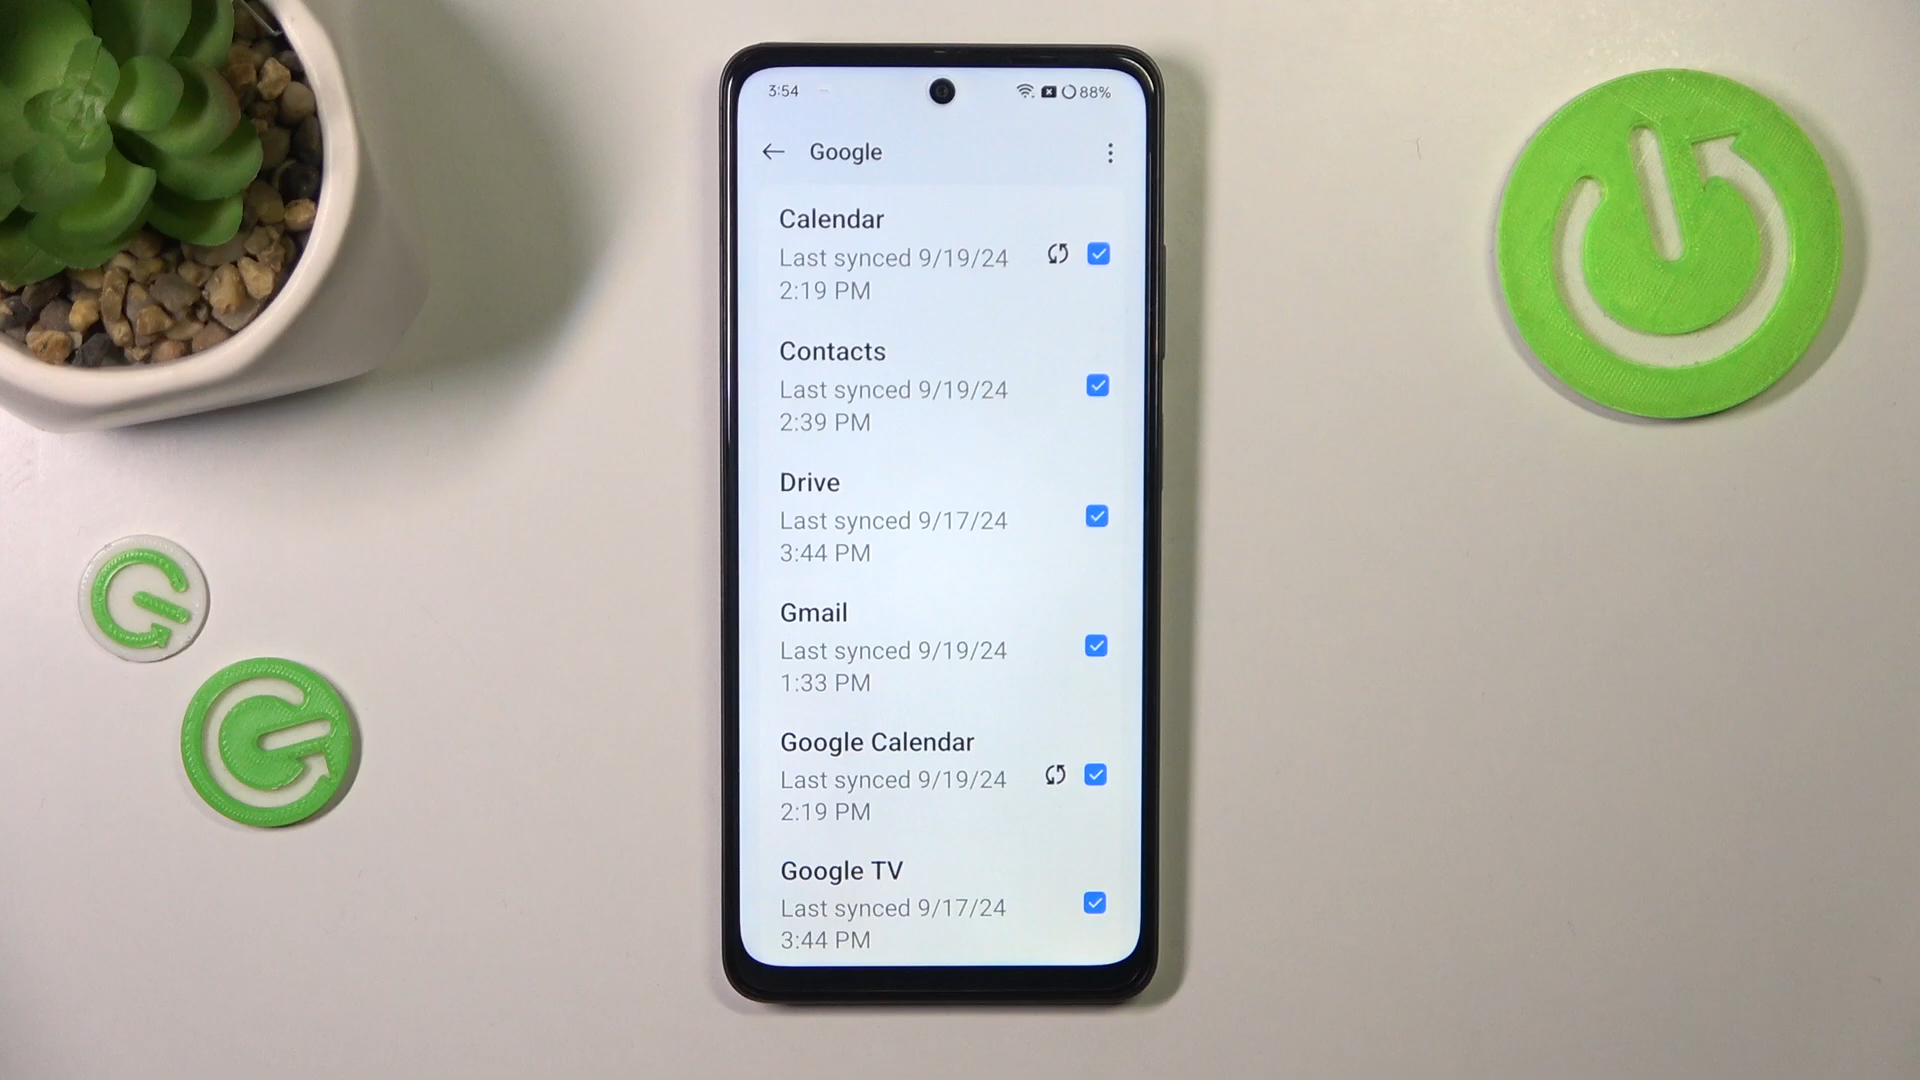 3:54 88%
Google
Calendar
Last synced 9/19/24
2:19 PM
Contacts
Last synced 9/19/24
2:39 PM
Drive
Last synced 9/17/24
3:44 PM
Gmail
Last synced 9/19/24
1:33 PM
Google Calendar
Last synced 9/19/24
2:19 PM
Google TV
Last synced 9/17/24
3:44 PM